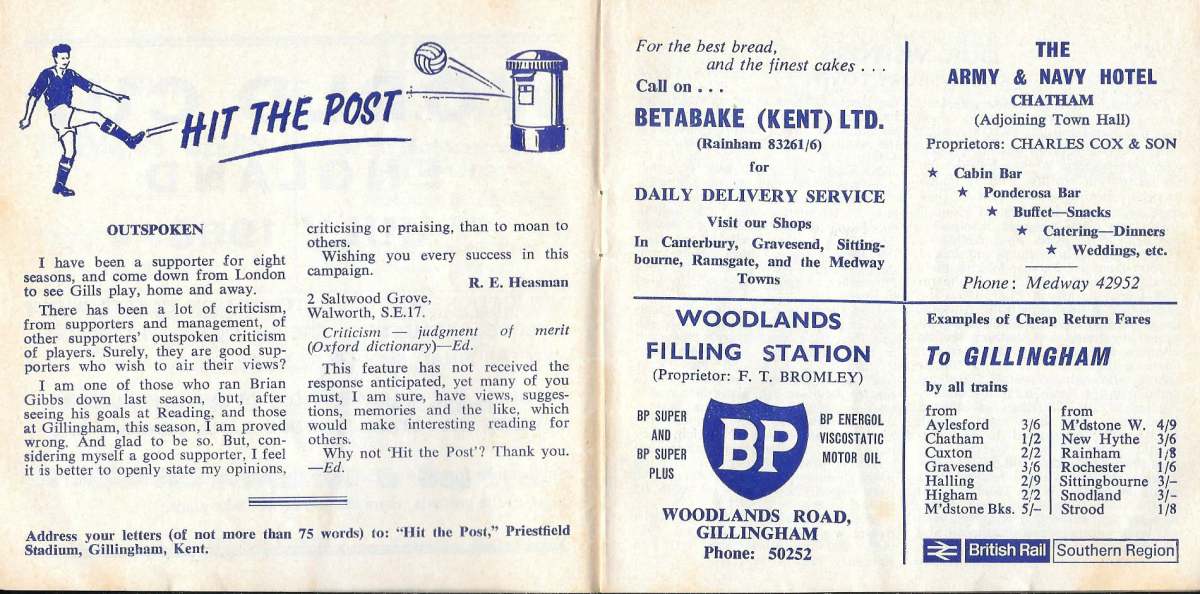 HIT THE POST
OUTSPOKEN
I have been a supporter for eight
seasons, and come down from London
to see Gills play, home and away.
There has been a lot of criticism,
from supporters and management, of
other supporters' outspoken criticism
of players. Surely, they are good sup-
porters who wish to air their views?
I am one of those who ran Brian
Gibbs down last season, but, after
seeing his goals at Reading, and those
at Gillingham, this season, I am proved
wrong. And glad to be so. But, con-
sidering myself a good supporter, I feel
it is better to openly state my opinions,
criticising or praising, than to moan to
others.
Wishing you every success in this
campaign.
R. E. Heasman
2 Saltwood Grove,
Walworth, S.E.17.
Criticism — judgment of merit
(Oxford dictionary)—Ed.
This feature has not received the
response anticipated, yet many of you
must, I am sure, have views, sugges-
tions, memories and the like, which
would make interesting reading for
others.
Why not 'Hit the Post'? Thank you.
—Ed.
Address your letters (of not more than 75 words) to: "Hit the Post," Priestfield
Stadium, Gillingham, Kent.
For the best bread,
and the finest cakes . . .
Call on . . .
BETABAKE (KENT) LTD.
(Rainham 83261/6)
for
DAILY DELIVERY SERVICE
Visit our Shops
In Canterbury, Gravesend, Sitting-
bourne, Ramsgate, and the Medway
Towns
THE
ARMY & NAVY HOTEL
CHATHAM
(Adjoining Town Hall)
Proprietors: CHARLES COX & SON
★ Cabin Bar
★ Ponderosa Bar
★ Buffet—Snacks
★ Catering—Dinners
★ Weddings, etc.
Phone: Medway 42952
WOODLANDS
FILLING STATION
(Proprietor: F. T. BROMLEY)
BP SUPER
AND
BP SUPER
PLUS
BP
BP ENERGOL
VISCOSTATIC
MOTOR OIL
WOODLANDS ROAD,
GILLINGHAM
Phone: 50252
Examples of Cheap Return Fares
To GILLINGHAM
by all trains
from
Aylesford 3/6
Chatham 1/2
Cuxton 2/2
Gravesend 3/6
Halling 2/9
Higham 2/2
M'dstone Bks. 5/-
from
M'dstone W. 4/9
New Hythe 3/6
Rainham 1/8
Rochester 1/6
Sittingbourne 3/-
Snodland 3/-
Strood 1/8
British Rail Southern Region